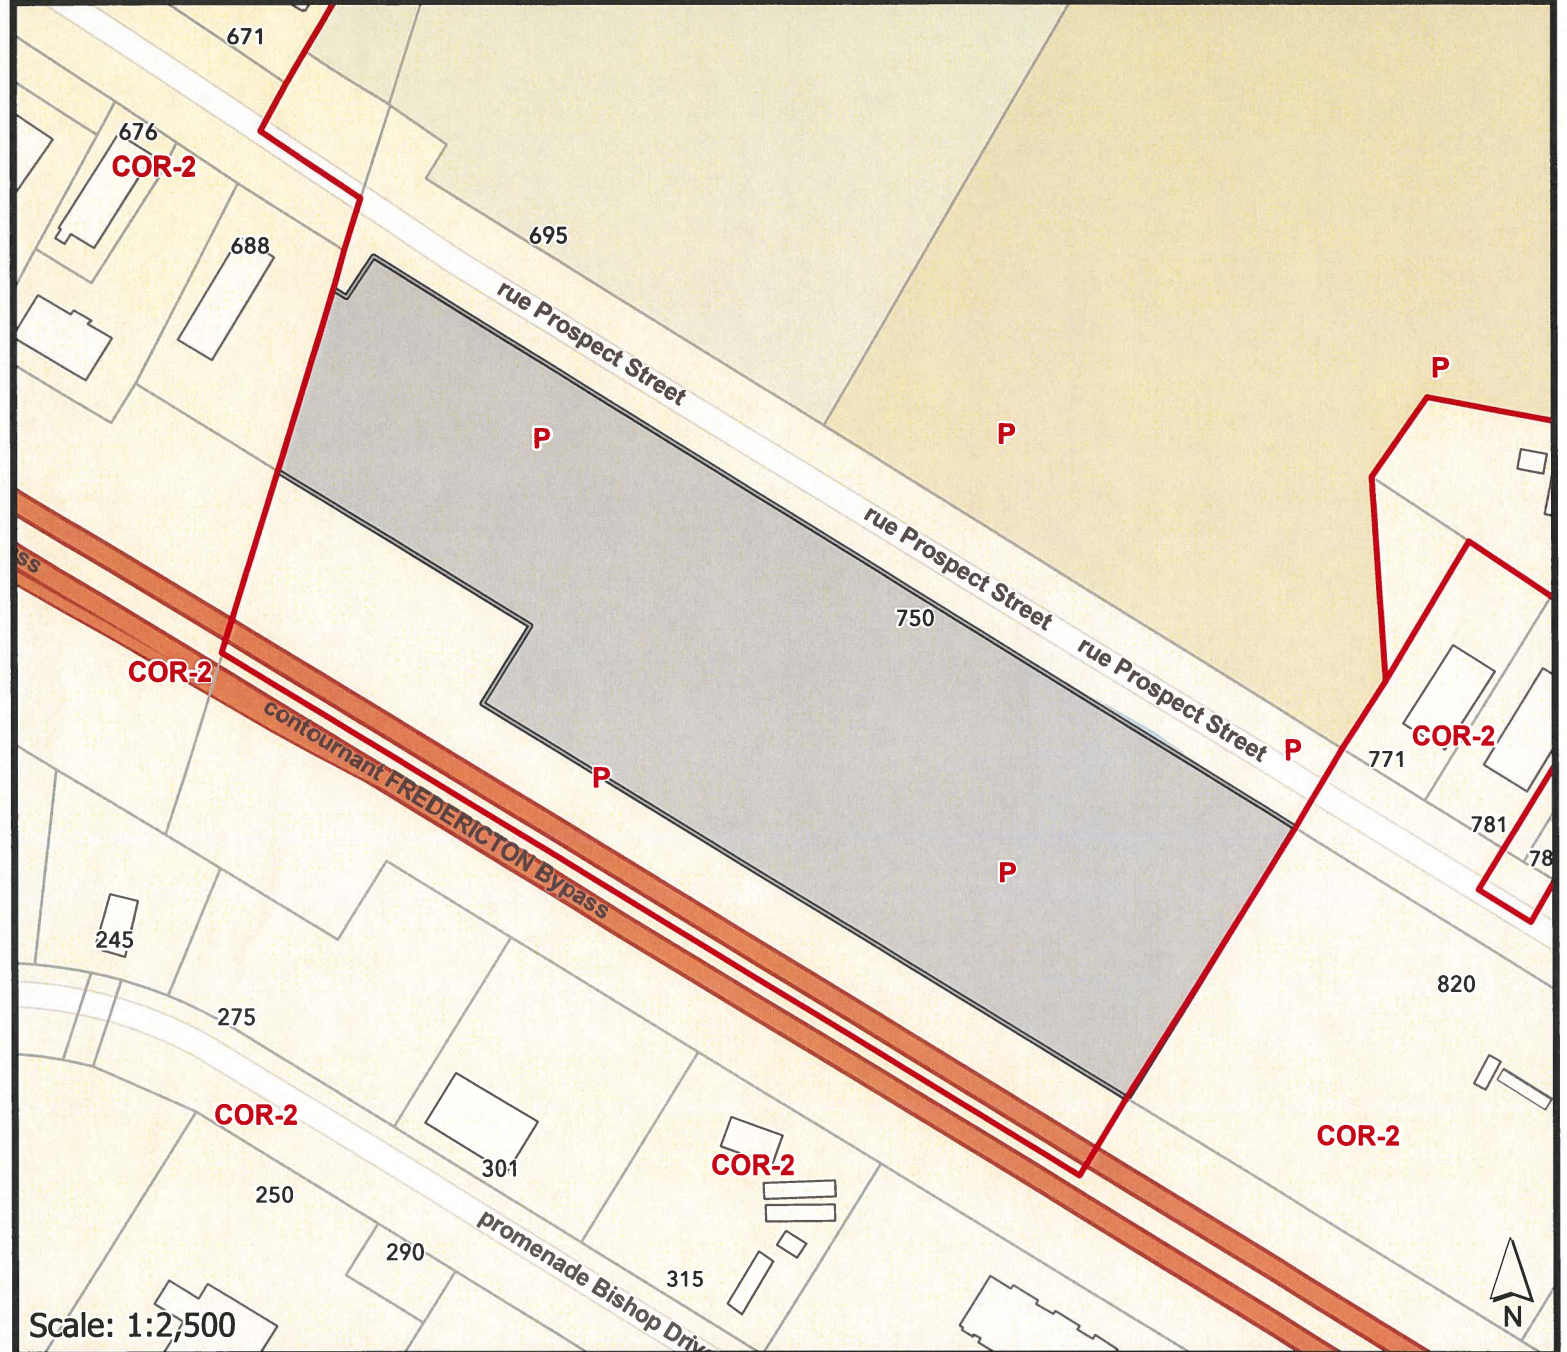 671
676
COR-2
688
695
rue Prospect Street
P
P
P
rue Prospect Street
750
rue Prospect Street
P
771
COR-2
781
78
ss
COR-2
contournant FREDERICTON Bypass
P
P
245
820
275
COR-2
301
COR-2
COR-2
250
290
promenade Bishop Drive
315
Scale: 1:2,500
N